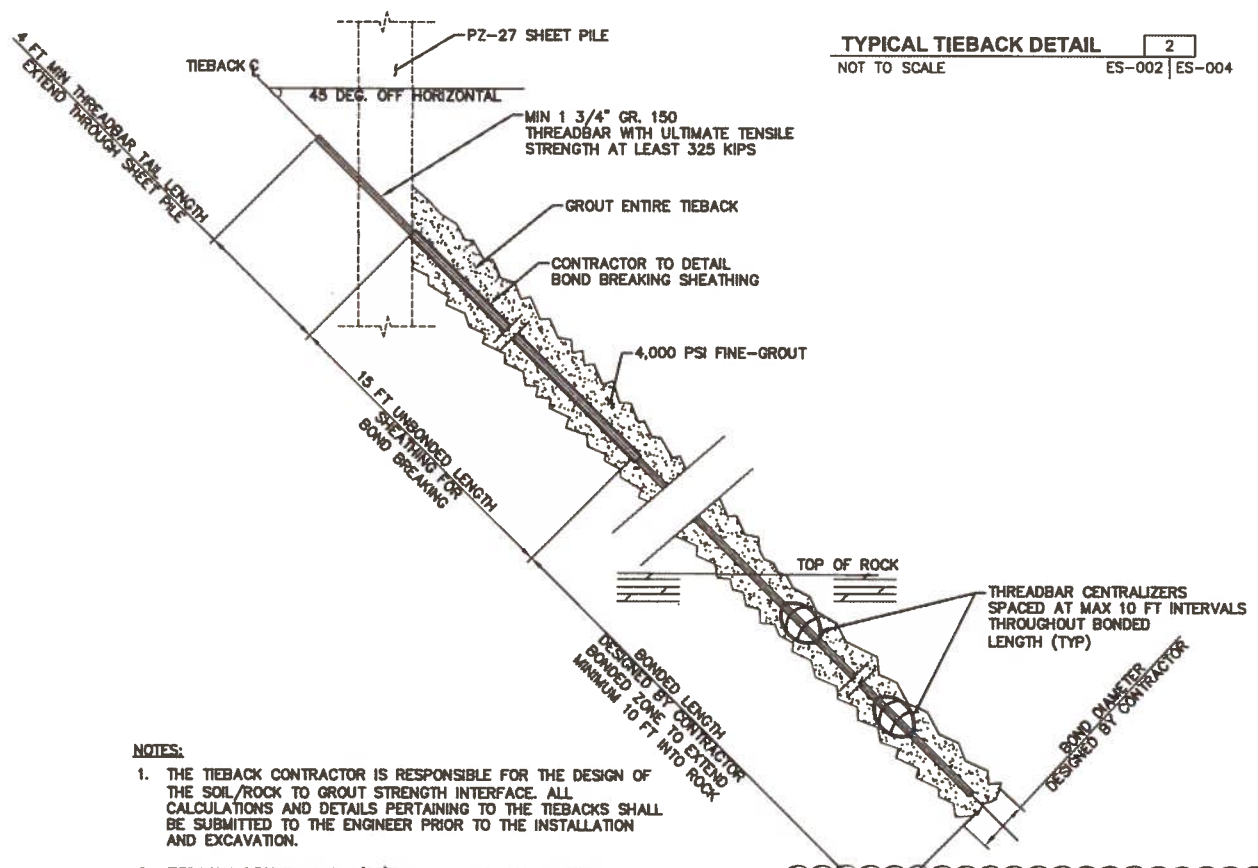 TYPICAL TIEBACK DETAIL 2
NOT TO SCALE ES-002 ES-004
PZ-27 SHEET PILE
TIEBACK ℄
45 DEG. OFF HORIZONTAL
4 FT MIN THREADBAR TAIL LENGTH
EXTEND THROUGH SHEET PILE
MIN 1 3/4" GR. 150
THREADBAR WITH ULTIMATE TENSILE
STRENGTH AT LEAST 325 KIPS
GROUT ENTIRE TIEBACK
CONTRACTOR TO DETAIL
BOND BREAKING SHEATHING
4,000 PSI FINE-GROUT
15 FT UNBONDED LENGTH
SHEATHING FOR
BOND BREAKING
TOP OF ROCK
THREADBAR CENTRALIZERS
SPACED AT MAX 10 FT INTERVALS
THROUGHOUT BONDED
LENGTH (TYP)
BONDED LENGTH
DESIGNED BY CONTRACTOR
BONDED ZONE TO EXTEND
MINIMUM 10 FT INTO ROCK
BOND DIAMETER
DESIGNED BY CONTRACTOR
NOTES:
1. THE TIEBACK CONTRACTOR IS RESPONSIBLE FOR THE DESIGN OF
THE SOIL/ROCK TO GROUT STRENGTH INTERFACE. ALL
CALCULATIONS AND DETAILS PERTAINING TO THE TIEBACKS SHALL
BE SUBMITTED TO THE ENGINEER PRIOR TO THE INSTALLATION
AND EXCAVATION.